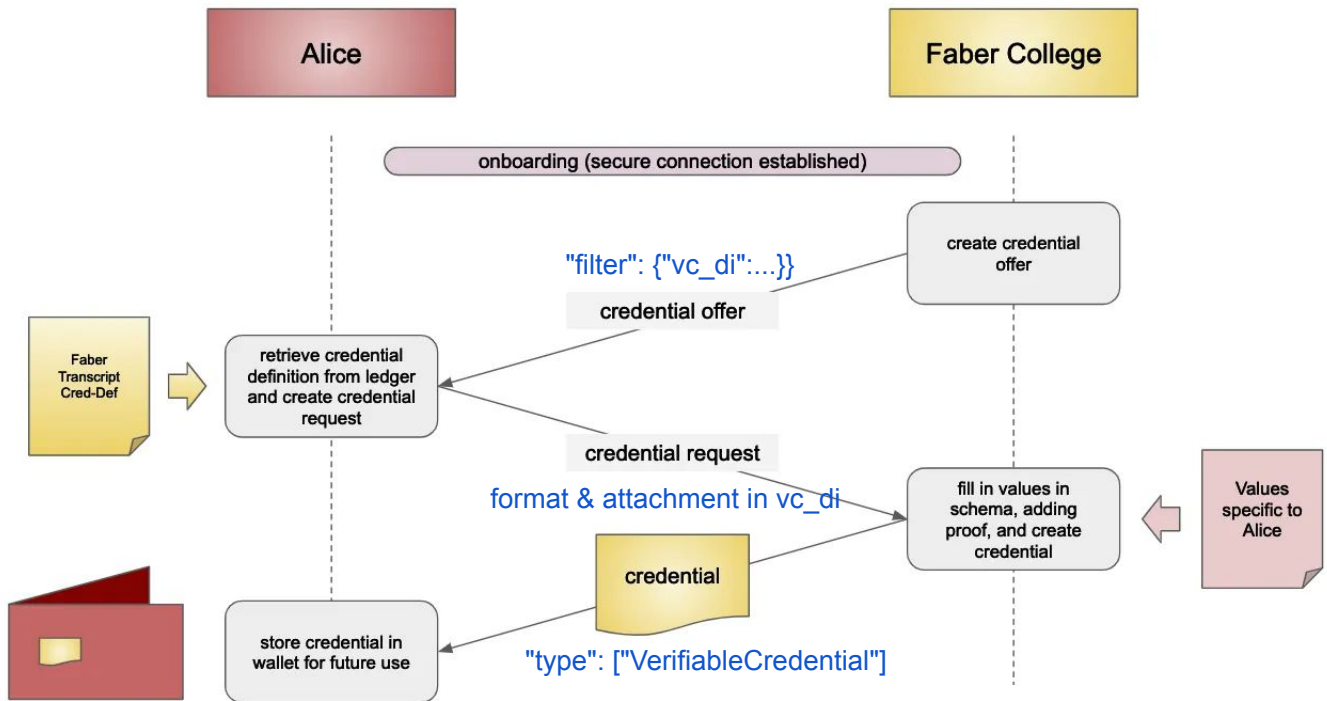 Alice
Faber College
onboarding (secure connection established)
create credential
offer
"filter": {"vc_di":...}}
credential offer
Faber
Transcript
Cred-Def
retrieve credential
definition from ledger
and create credential
request
credential request
format & attachment in vc_di
fill in values in
schema, adding
proof, and create
credential
Values
specific to
Alice
credential
store credential in
wallet for future use
"type": ["VerifiableCredential"]